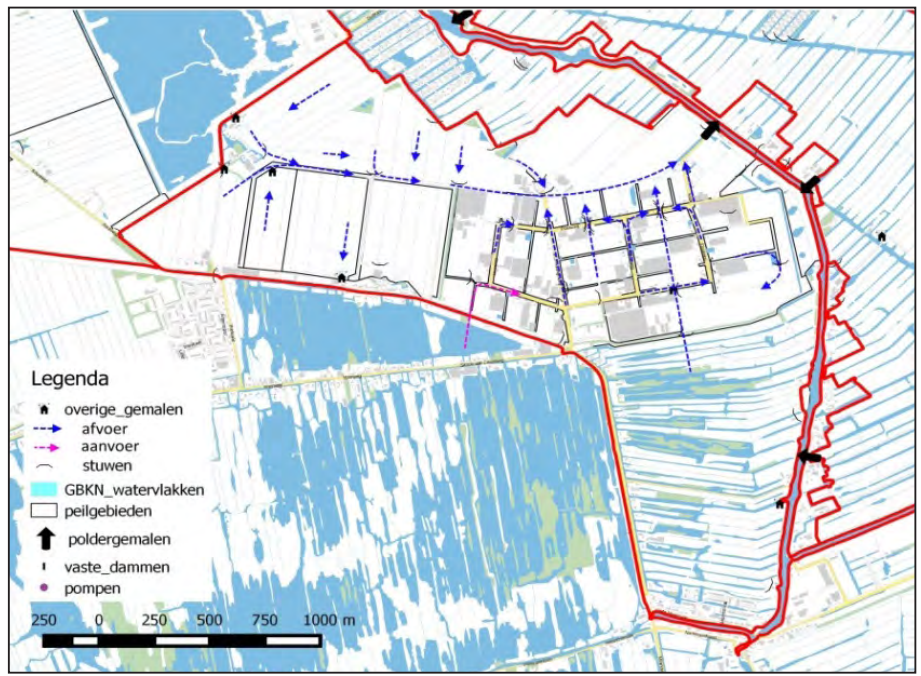 Legenda
overige_gemalen
afvoer
aanvoer
stuwen
GBKN_watervlakken
peilgebieden
poldergemalen
vaste_dammen
pompen
250 0 250 500 750 1000 m